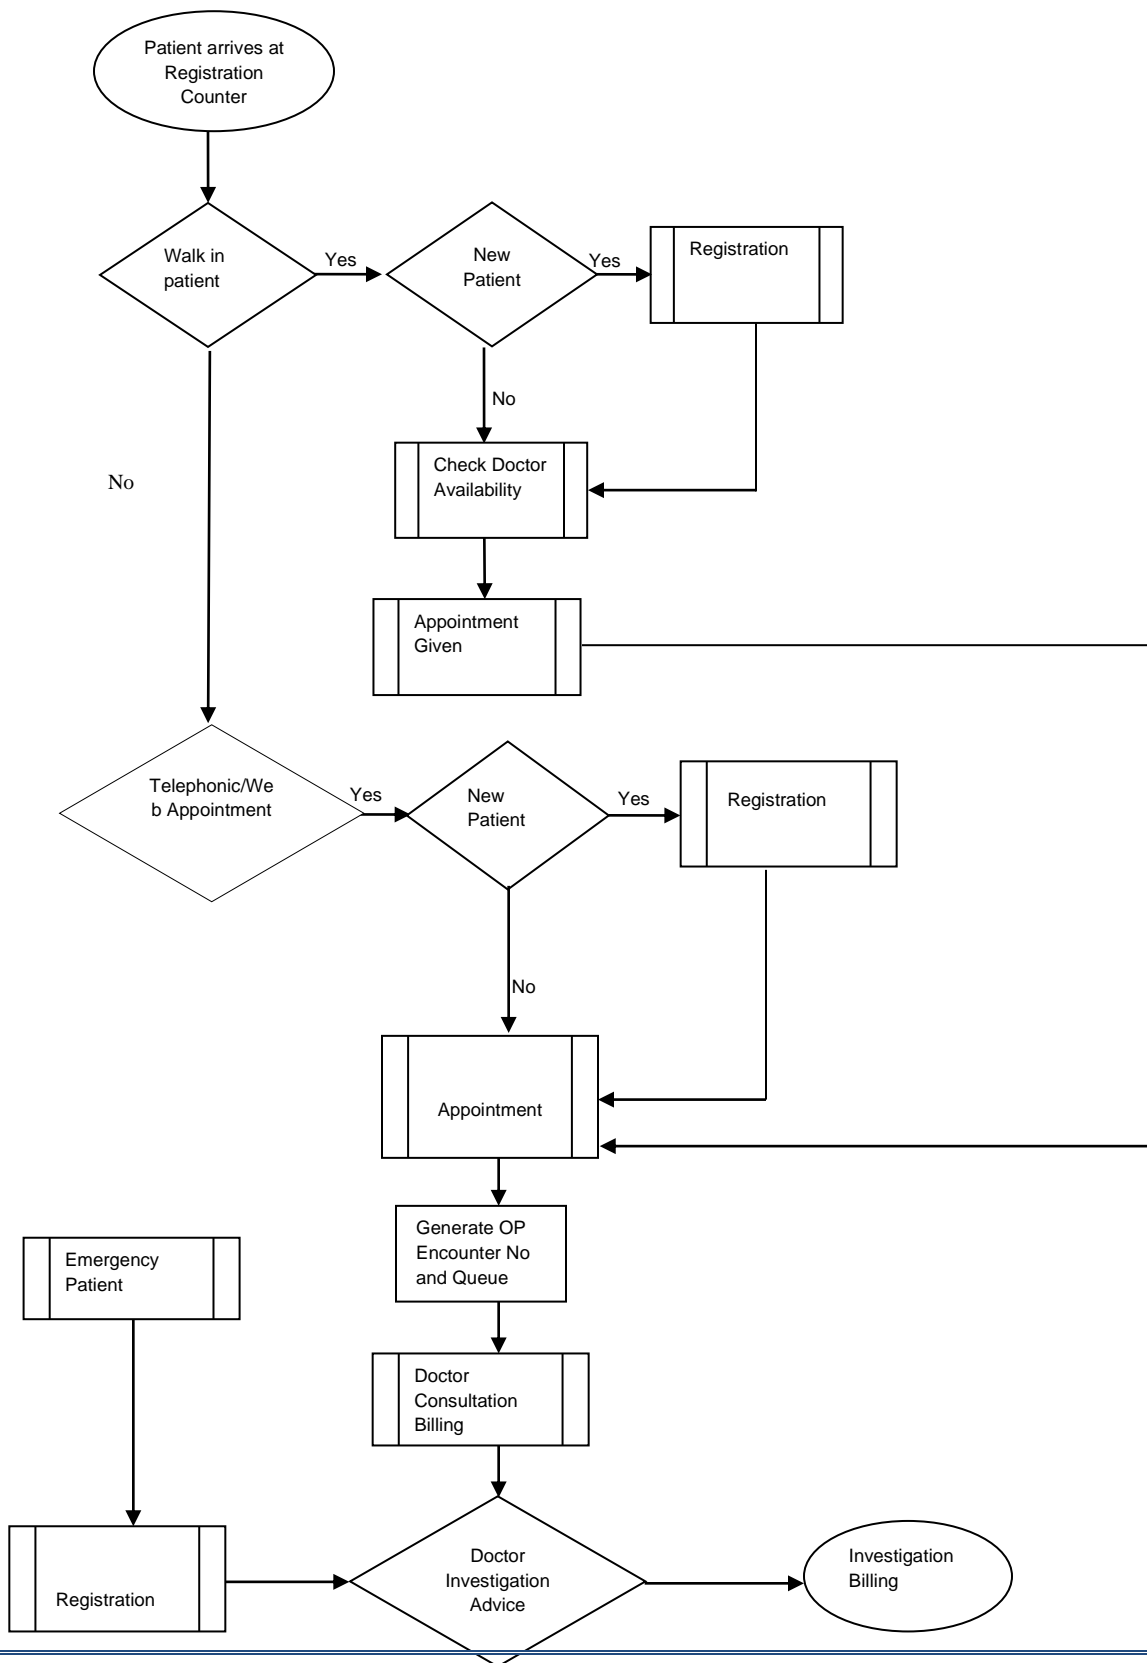 Patient arrives at
Registration
Counter
Walk in
patient
Yes
New
Patient
Yes
Registration
No
Check Doctor
Availability
No
Appointment
Given
Telephonic/We
b Appointment
Yes
New
Patient
Yes
Registration
No
Appointment
Generate OP
Encounter No
and Queue
Emergency
Patient
Doctor
Consultation
Billing
Registration
Doctor
Investigation
Advice
Investigation
Billing